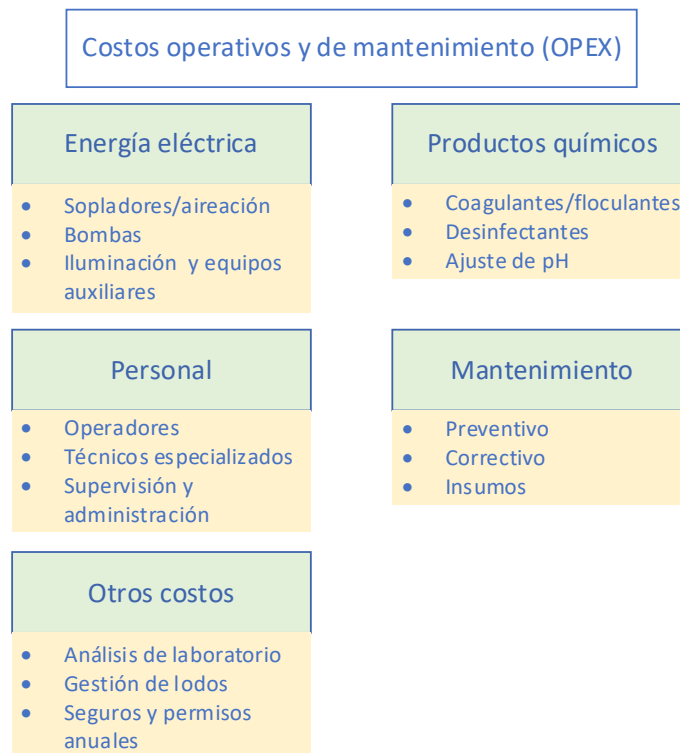 Costos operativos y de mantenimiento (OPEX)
Energía eléctrica
• Sopladores/aireación
• Bombas
• Iluminación y equipos
auxiliares
Productos químicos
• Coagulantes/floculantes
• Desinfectantes
• Ajuste de pH
Personal
• Operadores
• Técnicos especializados
• Supervisión y
administración
Mantenimiento
• Preventivo
• Correctivo
• Insumos
Otros costos
• Análisis de laboratorio
• Gestión de lodos
• Seguros y permisos
anuales